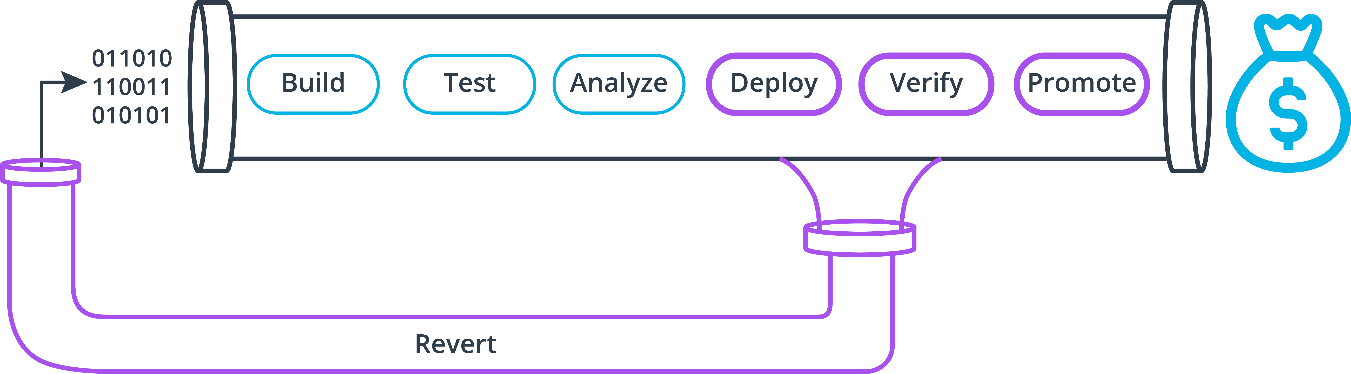 011010
110011
010101
Build
Test
Analyze
Deploy
Verify
Promote
$
Revert